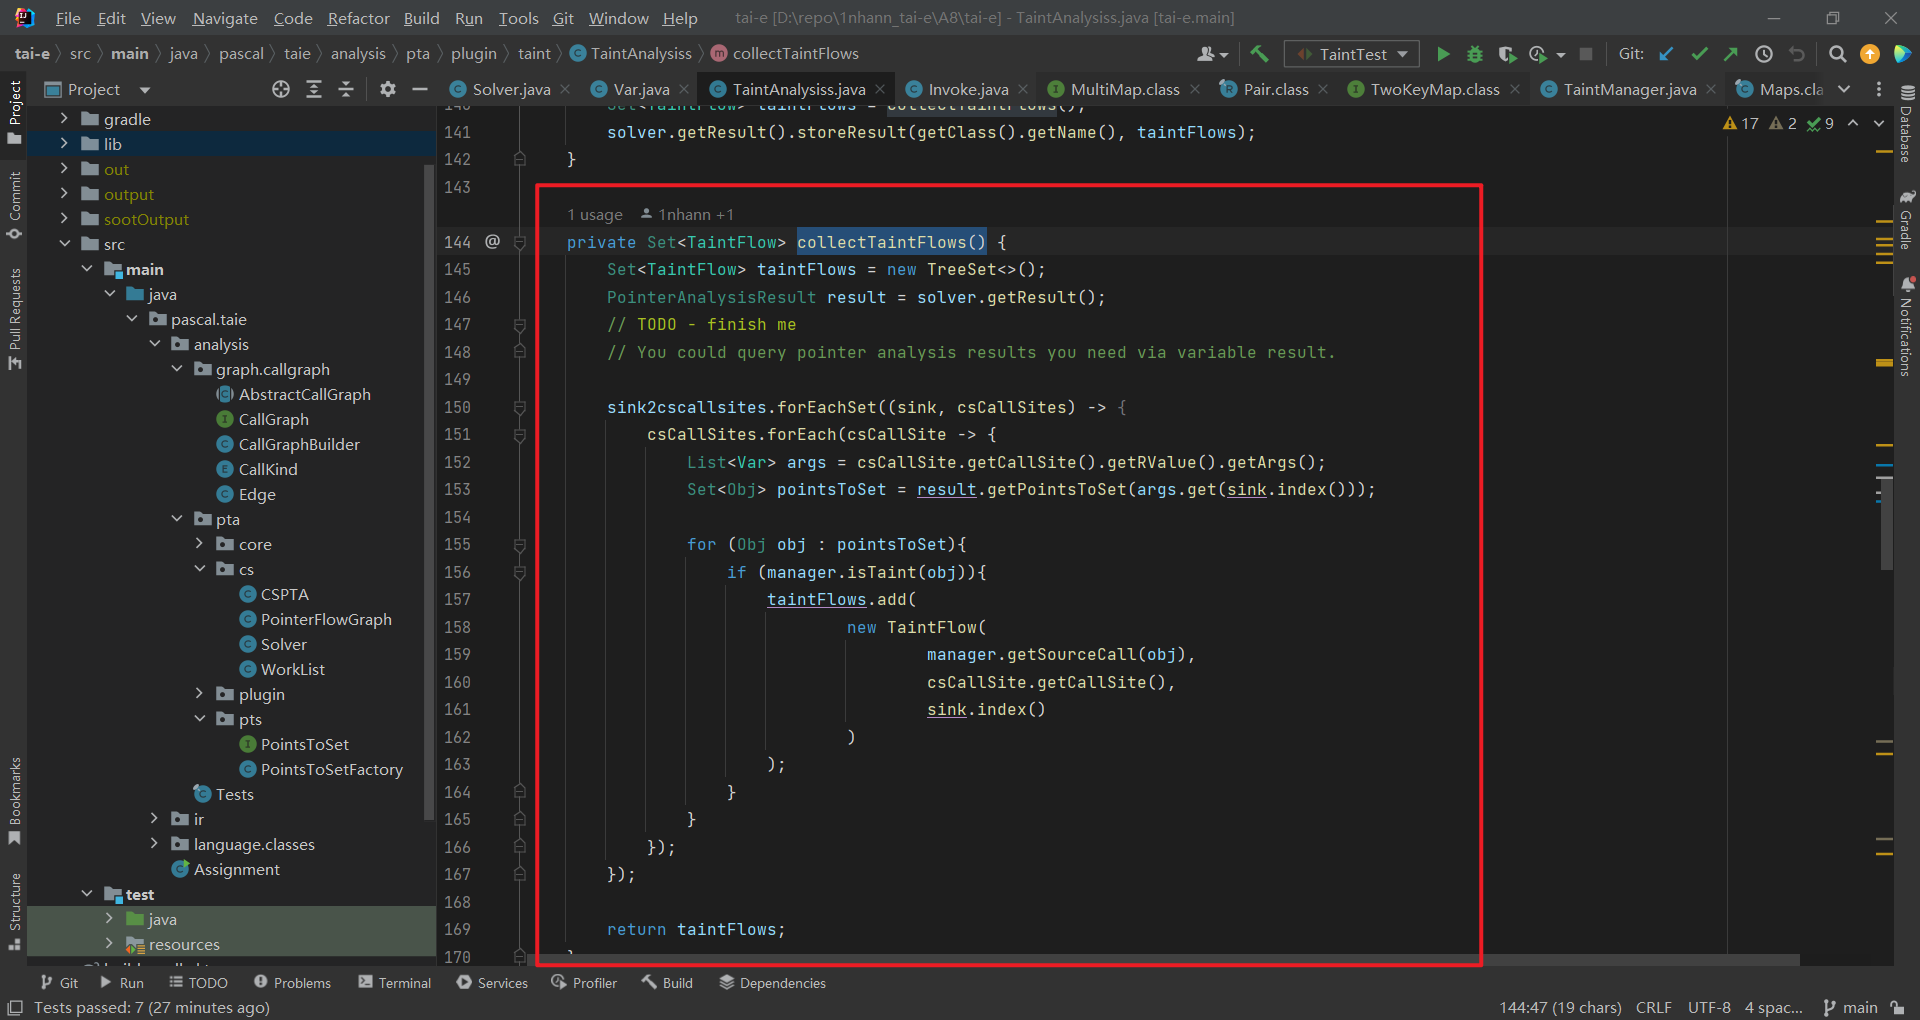 File Edit View Navigate Code Refactor Build Run Tools Git Window Help tai-e [D:\repo\1nhann_tai-e\A8\tai-e] - TaintAnalysiss.java [tai-e.main]
tai-e src main java pascal taie analysis pta plugin taint TaintAnalysiss collectTaintFlows TaintTest Git:
Project Solver.java Var.java TaintAnalysiss.java Invoke.java MultiMap.class Pair.class TwoKeyMap.class TaintManager.java Maps.cla
Project
Commit
Pull Requests
Bookmarks
Structure
gradle
lib
out
output
sootOutput
src
main
java
pascal.taie
analysis
graph.callgraph
AbstractCallGraph
CallGraph
CallGraphBuilder
CallKind
Edge
pta
core
cs
CSPTA
PointerFlowGraph
Solver
WorkList
plugin
pts
PointsToSet
PointsToSetFactory
Tests
ir
language.classes
Assignment
test
java
resources
17 2 9
140 Set<TaintFlow> taintFlows = collectTaintFlows();
141 solver.getResult().storeResult(getClass().getName(), taintFlows);
142 }
143
1 usage 1nhann +1
144 @ private Set<TaintFlow> collectTaintFlows() {
145 Set<TaintFlow> taintFlows = new TreeSet<>();
146 PointerAnalysisResult result = solver.getResult();
147 // TODO - finish me
148 // You could query pointer analysis results you need via variable result.
149
150 sink2cscallsites.forEachSet((sink, csCallSites) -> {
151 csCallSites.forEach(csCallSite -> {
152 List<Var> args = csCallSite.getCallSite().getRValue().getArgs();
153 Set<Obj> pointsToSet = result.getPointsToSet(args.get(sink.index()));
154
155 for (Obj obj : pointsToSet){
156 if (manager.isTaint(obj)){
157 taintFlows.add(
158 new TaintFlow(
159 manager.getSourceCall(obj),
160 csCallSite.getCallSite(),
161 sink.index()
162 )
163 );
164 }
165 }
166 });
167 });
168
169 return taintFlows;
170 }
Database
Gradle
Notifications
Git Run TODO Problems Terminal Services Profiler Build Dependencies
Tests passed: 7 (27 minutes ago) 144:47 (19 chars) CRLF UTF-8 4 spac... main